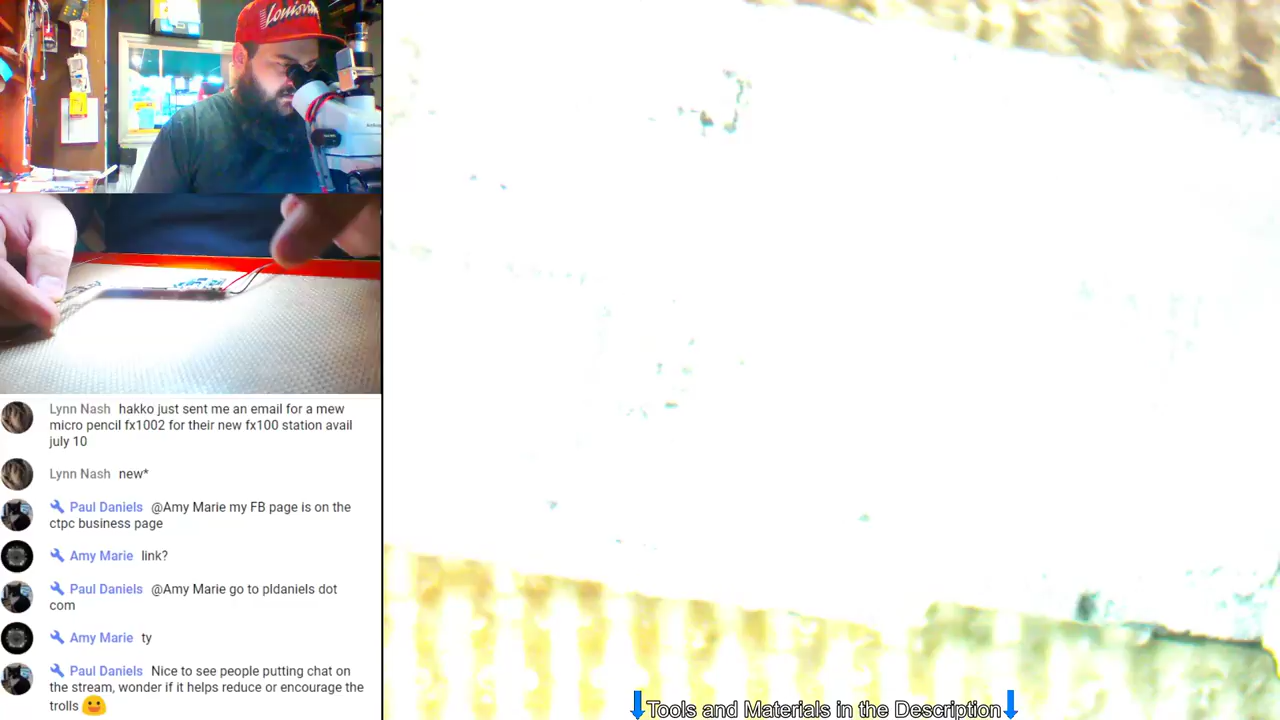 Louisville
Lynn Nash hakko just sent me an email for a mew
micro pencil fx1002 for their new fx100 station avail
july 10
Lynn Nash new*
Paul Daniels @Amy Marie my FB page is on the
ctpc business page
Amy Marie link?
Paul Daniels @Amy Marie go to pldaniels dot
com
Amy Marie ty
Paul Daniels Nice to see people putting chat on
the stream, wonder if it helps reduce or encourage the
trolls
Tools and Materials in the Description